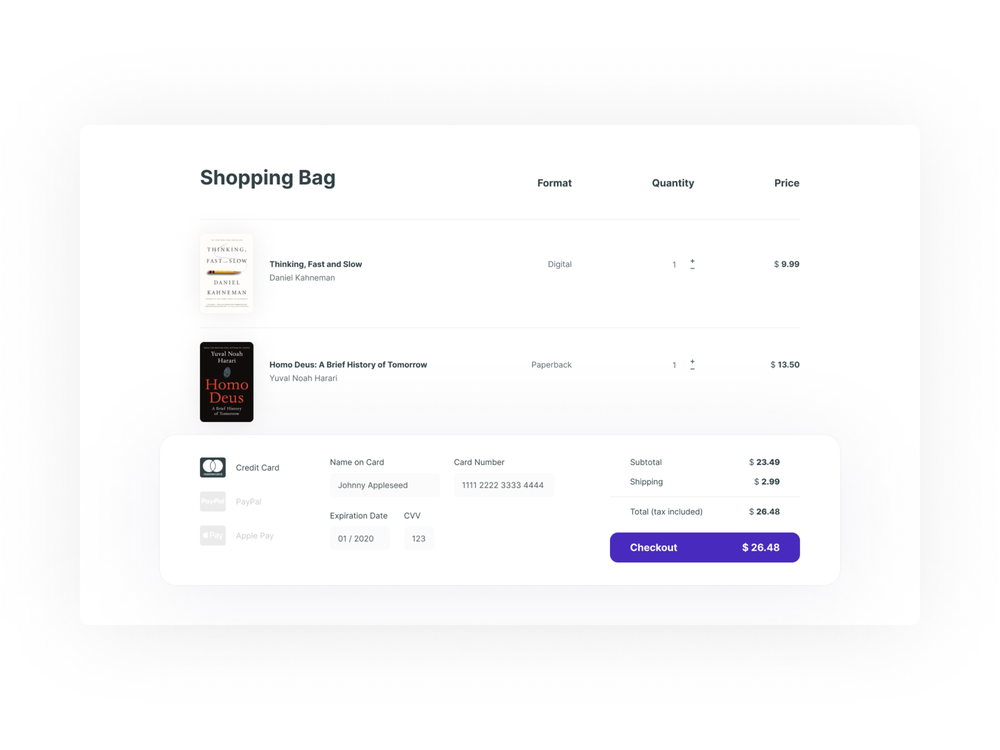 Shopping Bag
Format
Quantity
Price
THINKING,
FAST AND SLOW
DANIEL
KAHNEMAN
Thinking, Fast and Slow
Daniel Kahneman
Digital
1
+
−
$ 9.99
Yuval Noah
Harari
Homo
Deus
A Brief History
of Tomorrow
Homo Deus: A Brief History of Tomorrow
Yuval Noah Harari
Paperback
1
+
−
$ 13.50
mastercard
Credit Card
PayPal
PayPal
Pay
Apple Pay
Name on Card
Johnny Appleseed
Card Number
1111 2222 3333 4444
Expiration Date
01 / 2020
CVV
123
Subtotal
$ 23.49
Shipping
$ 2.99
Total (tax included)
$ 26.48
Checkout
$ 26.48